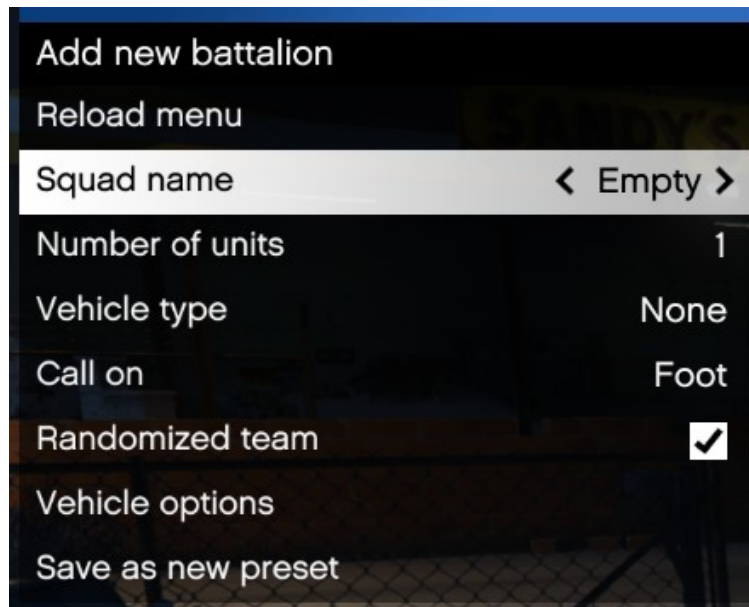 Add new battalion
Reload menu
SANDY'S
Squad name < Empty >
Number of units 1
Vehicle type None
Call on Foot
Randomized team
Vehicle options
Save as new preset